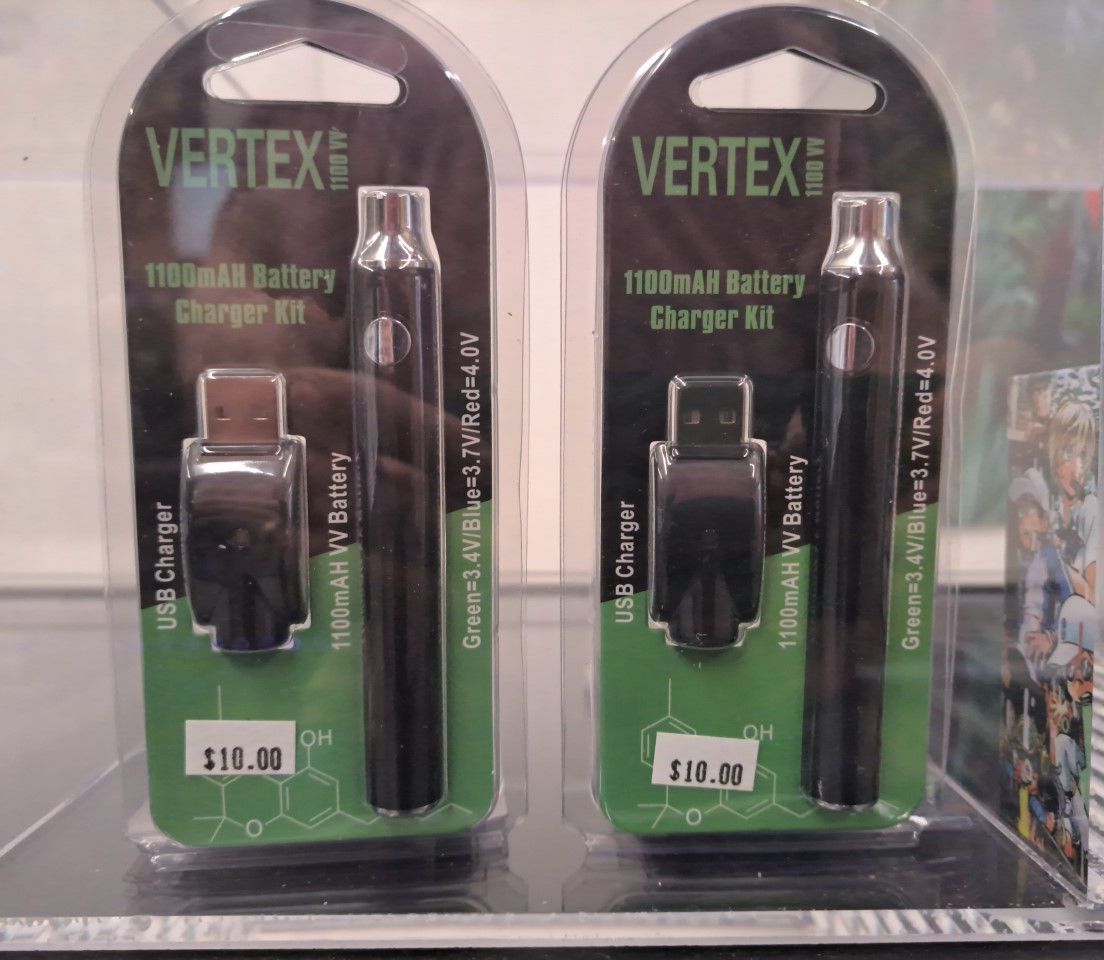 VERTEX 1100 VV
1100mAH Battery
Charger Kit
USB Charger
1100mAH VV Battery
Green=3.4V/Blue=3.7V/Red=4.0V
$10.00
OH
O
VERTEX 1100 VV
1100mAH Battery
Charger Kit
USB Charger
1100mAH VV Battery
Green=3.4V/Blue=3.7V/Red=4.0V
$10.00
OH
O